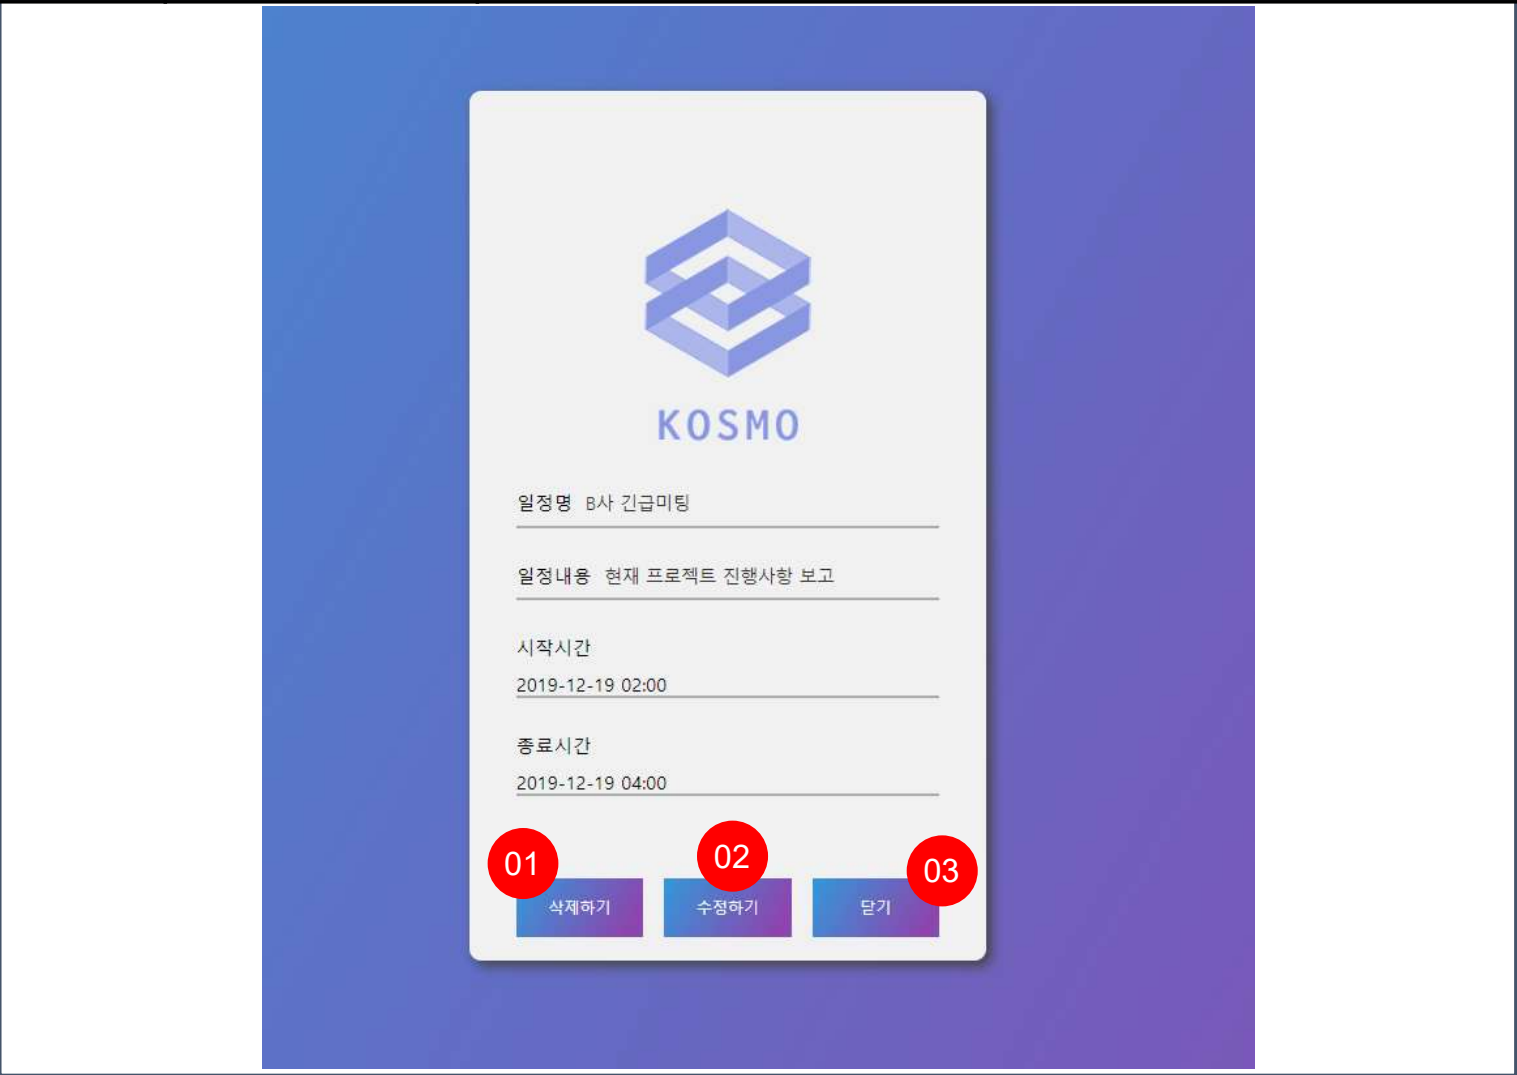 KOSMO
일정명 B사 긴급미팅
일정내용 현재 프로젝트 진행사항 보고
시작시간
2019-12-19 02:00
종료시간
2019-12-19 04:00
01
02
03
삭제하기
수정하기
닫기